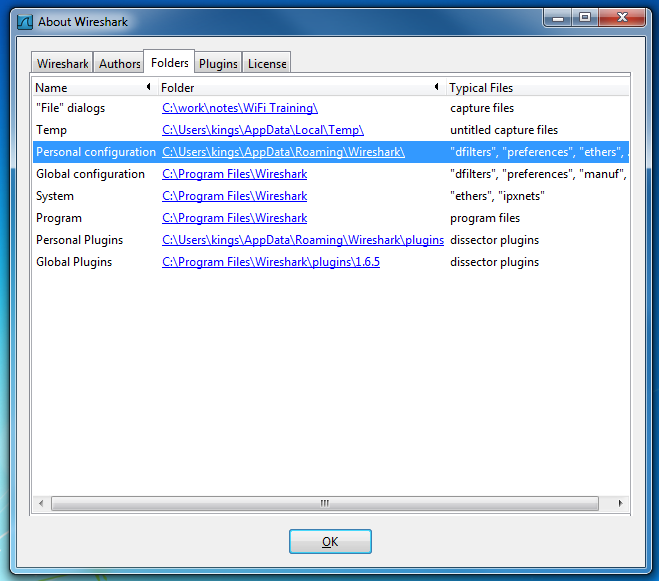 About Wireshark
Wireshark Authors Folders Plugins License
Name Folder Typical Files
"File" dialogs C:\work\notes\WiFi Training\ capture files
Temp C:\Users\kings\AppData\Local\Temp\ untitled capture files
Personal configuration C:\Users\kings\AppData\Roaming\Wireshark\ "dfilters", "preferences", "ethers", .
Global configuration C:\Program Files\Wireshark "dfilters", "preferences", "manuf",
System C:\Program Files\Wireshark "ethers", "ipxnets"
Program C:\Program Files\Wireshark program files
Personal Plugins C:\Users\kings\AppData\Roaming\Wireshark\plugins dissector plugins
Global Plugins C:\Program Files\Wireshark\plugins\1.6.5 dissector plugins
OK